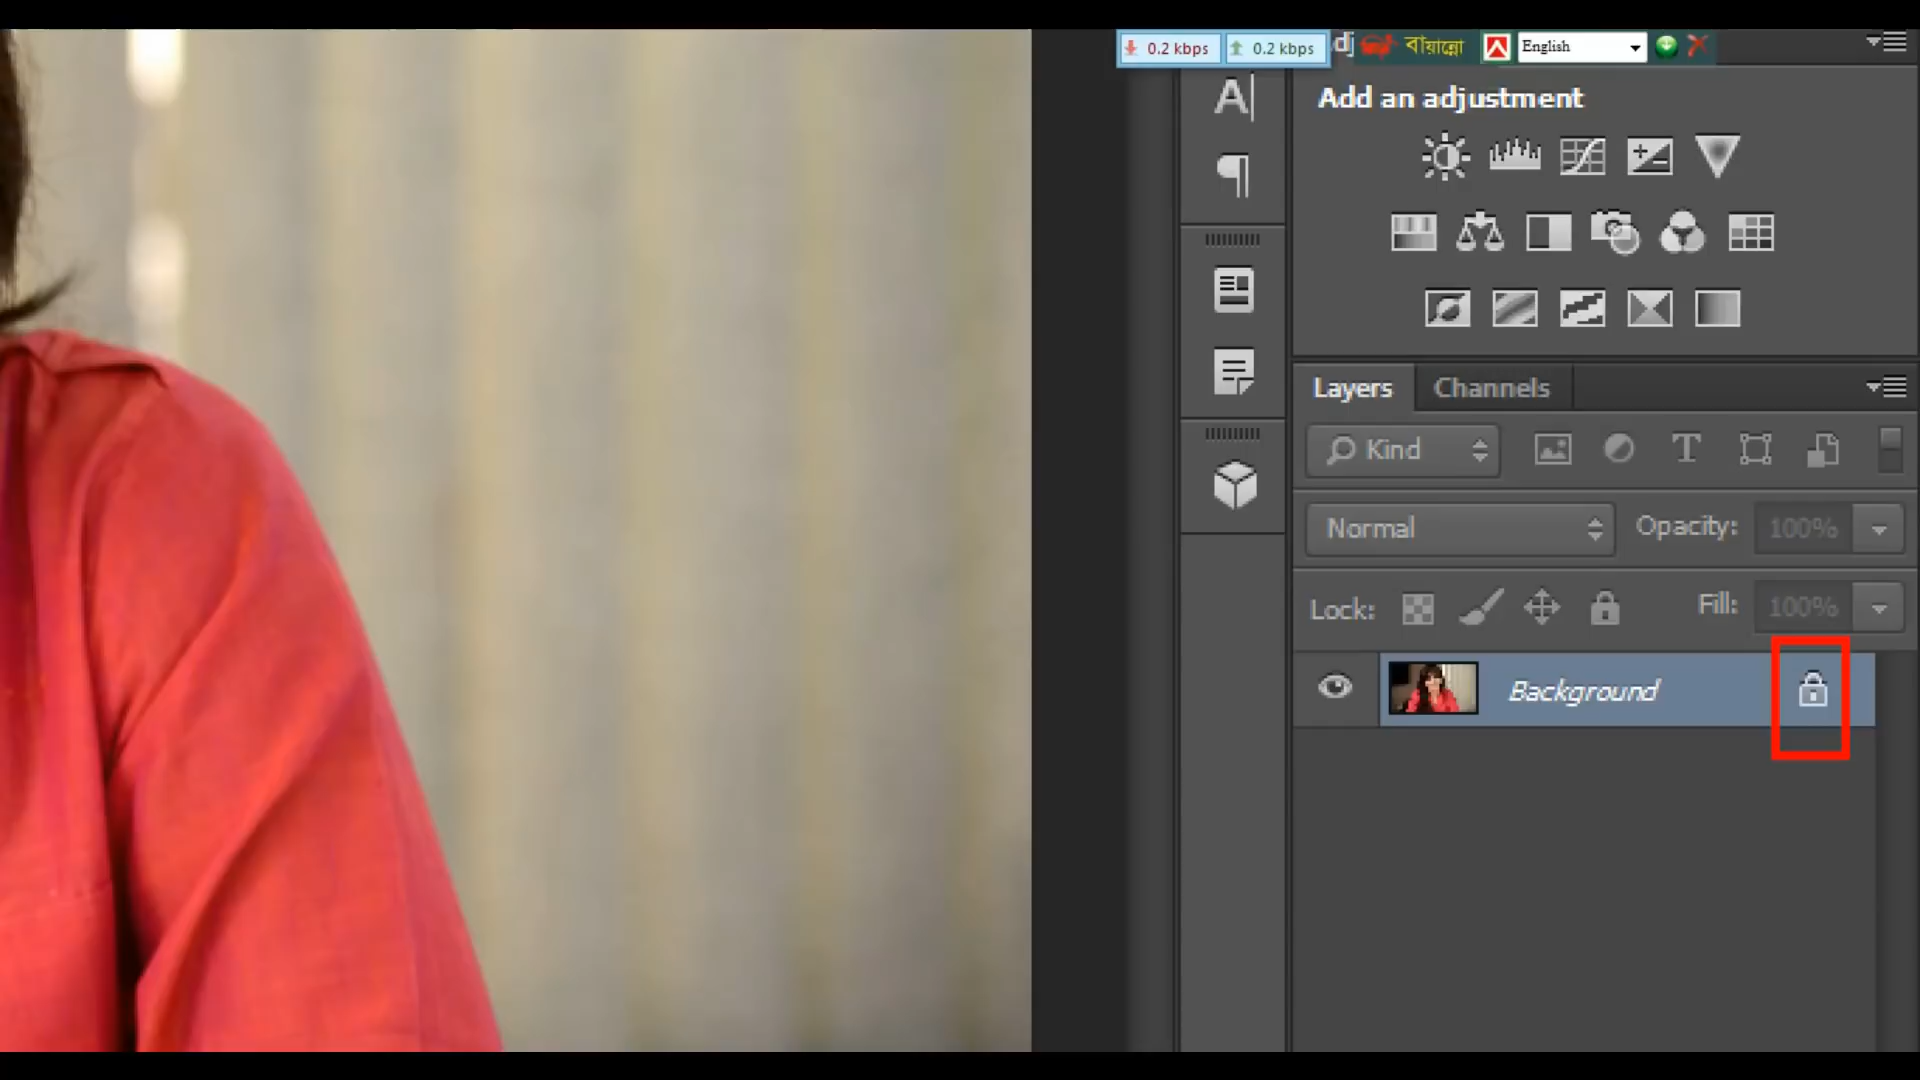 0.2 kbps 0.2 kbps dj বায়ান্নো English
Add an adjustment
Layers Channels
Kind
Normal Opacity: 100%
Lock: Fill: 100%
Background